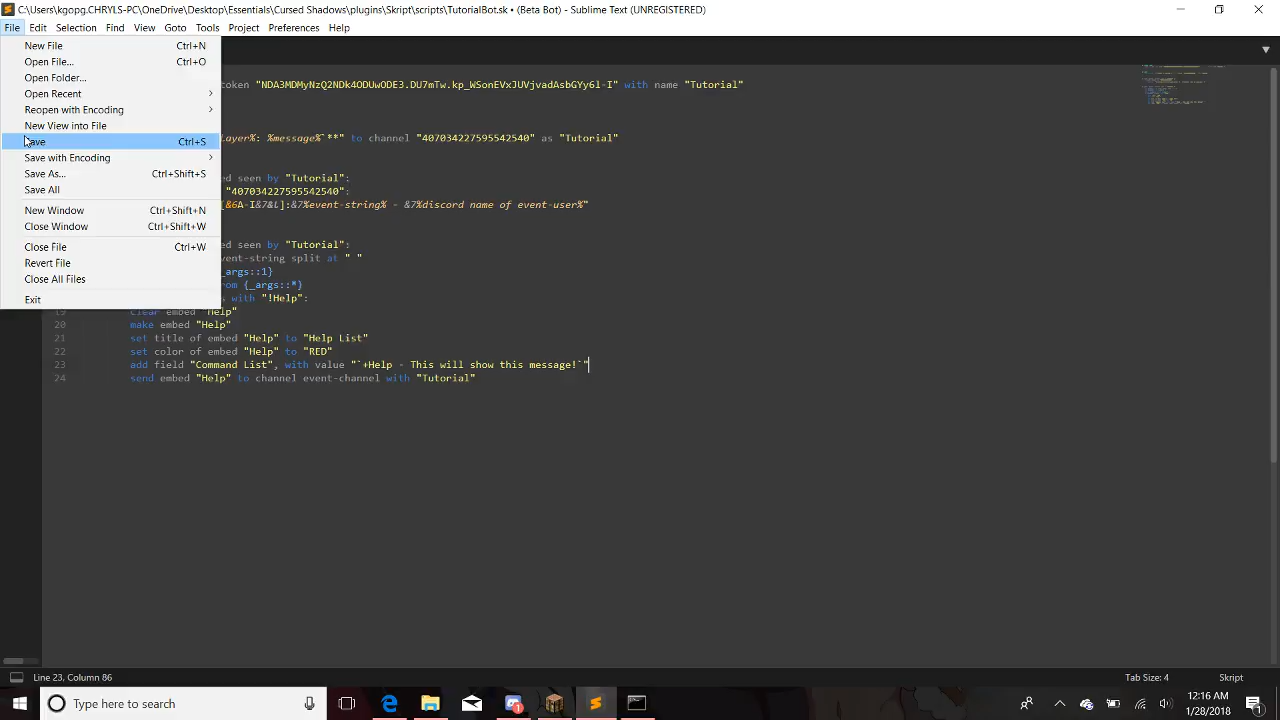 C:\Users\kgopg.CHRYLS-PC\OneDrive\Desktop\Essentials\Cursed Shadows\plugins\Skript\scripts\TutorialBot.sk • (Beta Bot) - Sublime Text (UNREGISTERED)
File Edit Selection Find View Goto Tools Project Preferences Help
New File Ctrl+N
Open File... Ctrl+O
Open Folder...
Open Recent
Reopen with Encoding
New View into File
Save Ctrl+S
Save with Encoding
Save As... Ctrl+Shift+S
Save All
New Window Ctrl+Shift+N
Close Window Ctrl+Shift+W
Close File Ctrl+W
Revert File
Close All Files
Exit
with name "Tutorial"
layer%: %message%`**" to channel "407034227595542540" as "Tutorial"
ed seen by "Tutorial":
"407034227595542540":
[&6A-I&7&l]:&7%event-string% - &7%discord name of event-user%"
ed seen by "Tutorial":
vent-string split at " "
_args::1}
rom {_args::*}
with "!Help":
19 clear embed "Help"
20 make embed "Help"
21 set title of embed "Help" to "Help List"
22 set color of embed "Help" to "RED"
23 add field "Command List", with value "`+Help - This will show this message!`"
24 send embed "Help" to channel event-channel with "Tutorial"
Line 23, Column 86 Tab Size: 4 Skript
Type here to search
12:16 AM
1/28/2018